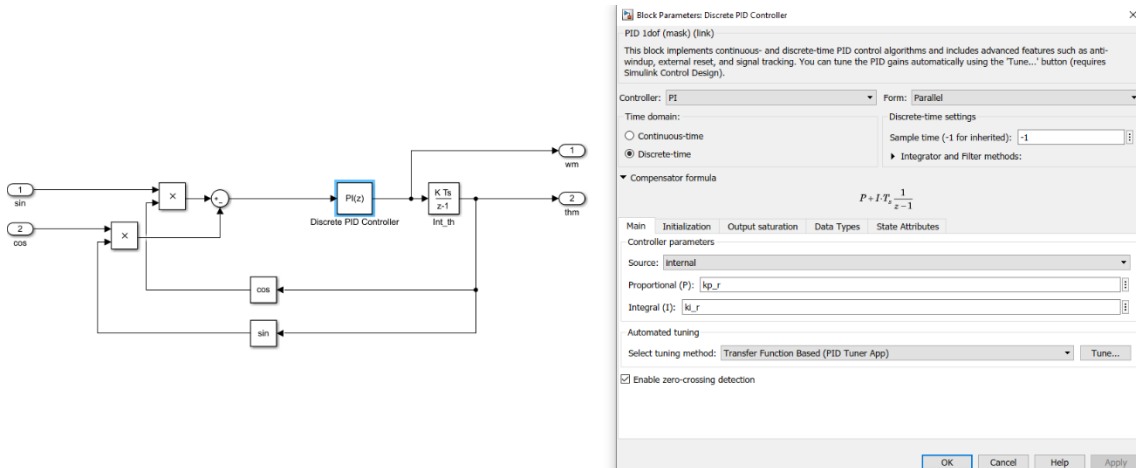 1
sin
2
cos
×
×
+
-
PI(z)
Discrete PID Controller
K Ts
z-1
Int_th
1
wm
2
thm
cos
sin
Block Parameters: Discrete PID Controller
PID 1dof (mask) (link)
This block implements continuous- and discrete-time PID control algorithms and includes advanced features such as anti-
windup, external reset, and signal tracking. You can tune the PID gains automatically using the 'Tune...' button (requires
Simulink Control Design).
Controller: PI
Form: Parallel
Time domain:
Continuous-time
Discrete-time
Discrete-time settings
Sample time (-1 for inherited): -1
Integrator and Filter methods:
Compensator formula
P+I·Ts 1
z−1
Main Initialization Output saturation Data Types State Attributes
Controller parameters
Source: internal
Proportional (P): kp_r
Integral (I): ki_r
Automated tuning
Select tuning method: Transfer Function Based (PID Tuner App) Tune...
Enable zero-crossing detection
OK Cancel Help Apply